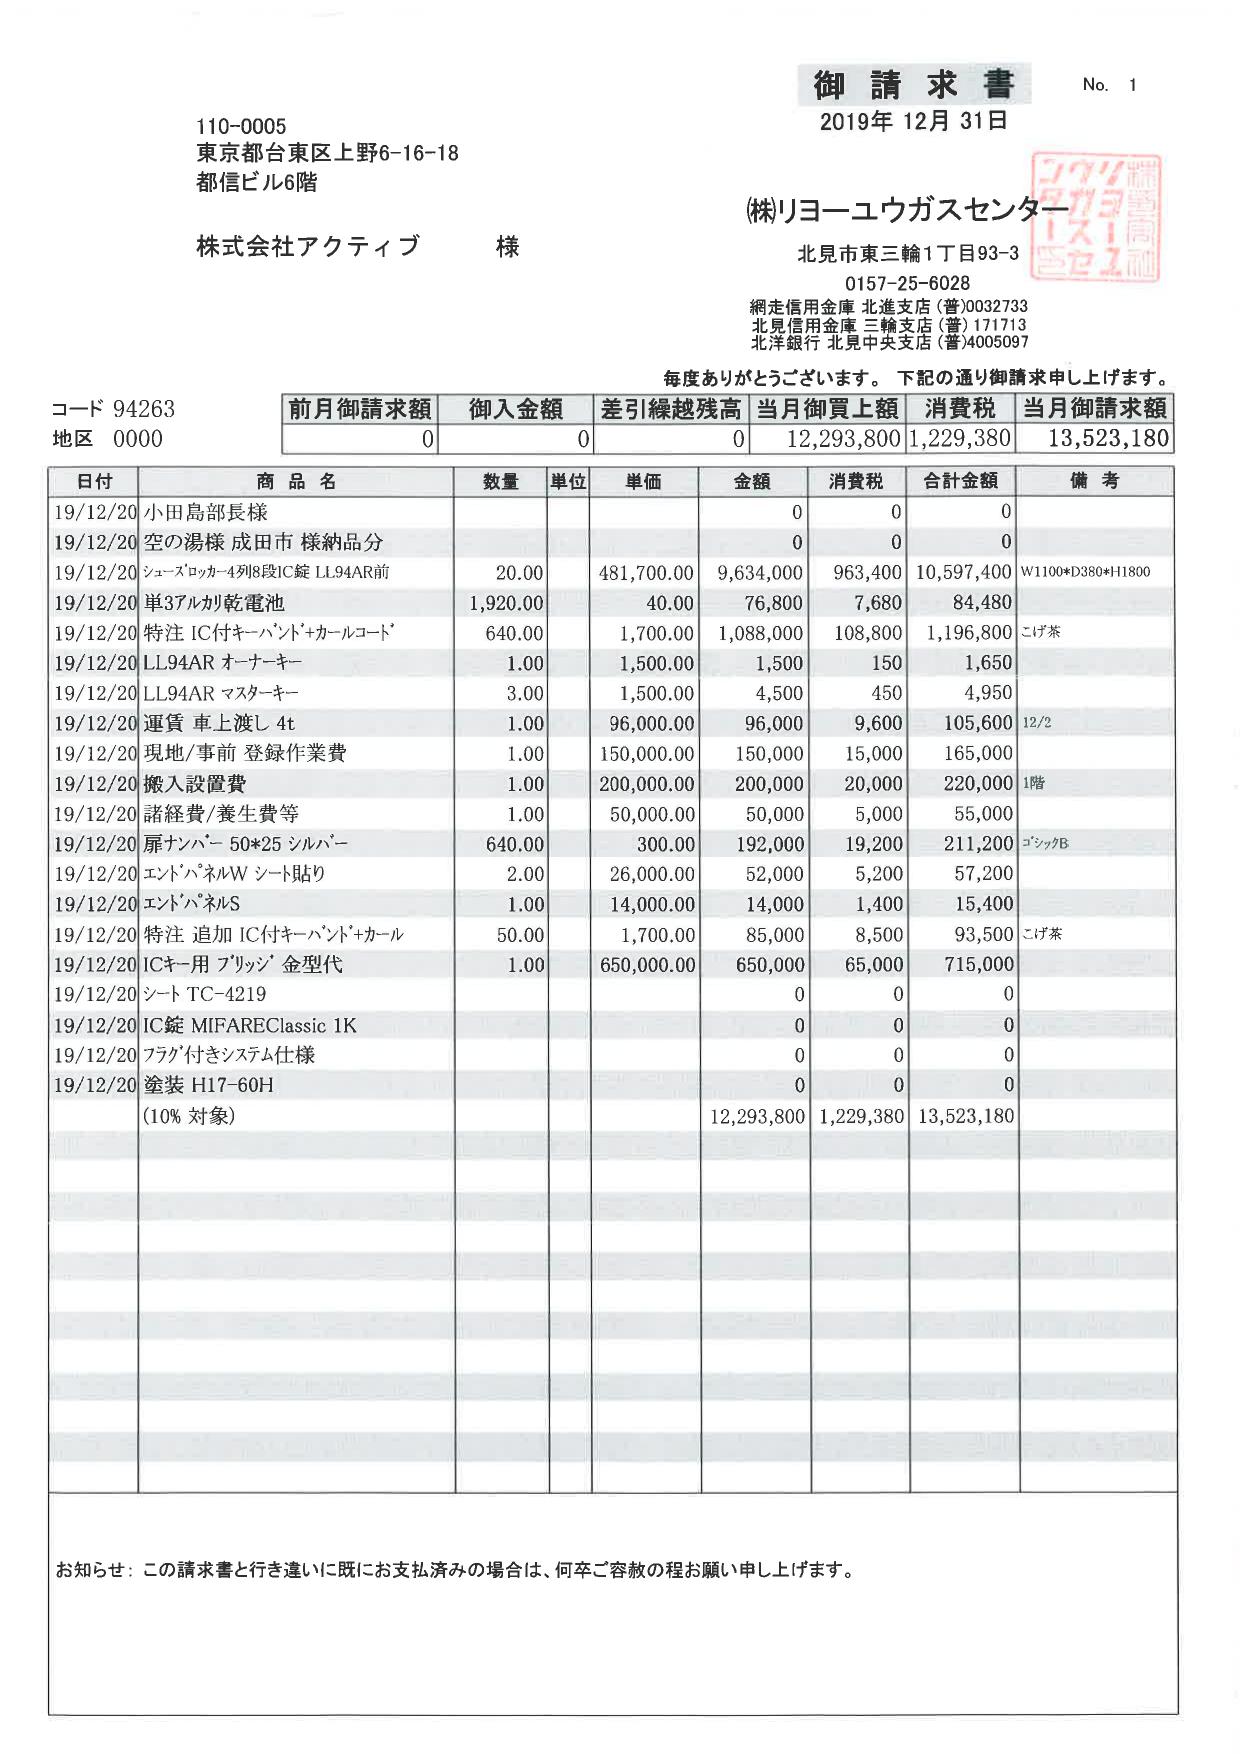 御請求書 No. 1
2019年 12月 31日
110-0005
東京都台東区上野6-16-18
都信ビル6階
株式会社アクティブ 様
㈱リヨーユウガスセンター
北見市東三輪1丁目93-3
0157-25-6028
網走信用金庫 北進支店 (普)0032733
北見信用金庫 三輪支店 (普) 171713
北洋銀行 北見中央支店 (普)4005097
毎度ありがとうございます。 下記の通り御請求申し上げます。
コード 94263
地区 0000
前月御請求額 御入金額 差引繰越残高 当月御買上額 消費税 当月御請求額
0 0 0 12,293,800 1,229,380 13,523,180
日付 商品名 数量 単位 単価 金額 消費税 合計金額 備考
19/12/20 小田島部長様 0 0 0
19/12/20 空の湯様 成田市 様納品分 0 0 0
19/12/20 ｼｭｰｽﾞﾛｯｶｰ4列8段IC錠 LL94AR前 20.00 481,700.00 9,634,000 963,400 10,597,400 W1100*D380*H1800
19/12/20 単3ｱﾙｶﾘ乾電池 1,920.00 40.00 76,800 7,680 84,480
19/12/20 特注 IC付ｷｰﾊﾞﾝﾄﾞ+ｶｰﾙｺｰﾄﾞ 640.00 1,700.00 1,088,000 108,800 1,196,800 こげ茶
19/12/20 LL94AR ｵｰﾅｰｷｰ 1.00 1,500.00 1,500 150 1,650
19/12/20 LL94AR ﾏｽﾀｰｷｰ 3.00 1,500.00 4,500 450 4,950
19/12/20 運賃 車上渡し 4t 1.00 96,000.00 96,000 9,600 105,600 12/2
19/12/20 現地/事前 登録作業費 1.00 150,000.00 150,000 15,000 165,000
19/12/20 搬入設置費 1.00 200,000.00 200,000 20,000 220,000 1階
19/12/20 諸経費/養生費等 1.00 50,000.00 50,000 5,000 55,000
19/12/20 扉ﾅﾝﾊﾞｰ 50*25 ｼﾙﾊﾞｰ 640.00 300.00 192,000 19,200 211,200 ｺﾞｼｯｸB
19/12/20 ｴﾝﾄﾞﾊﾟﾈﾙW ｼｰﾄ貼り 2.00 26,000.00 52,000 5,200 57,200
19/12/20 ｴﾝﾄﾞﾊﾟﾈﾙS 1.00 14,000.00 14,000 1,400 15,400
19/12/20 特注 追加 IC付ｷｰﾊﾞﾝﾄﾞ+ｶｰﾙ 50.00 1,700.00 85,000 8,500 93,500 こげ茶
19/12/20 ICｷｰ用 ﾌﾞﾘｯｼﾞ 金型代 1.00 650,000.00 650,000 65,000 715,000
19/12/20 ｼｰﾄ TC-4219 0 0 0
19/12/20 IC錠 MIFAREClassic 1K 0 0 0
19/12/20 ﾌﾗｸﾞ付きｼｽﾃﾑ仕様 0 0 0
19/12/20 塗装 H17-60H 0 0 0
(10% 対象) 12,293,800 1,229,380 13,523,180
お知らせ: この請求書と行き違いに既にお支払済みの場合は、何卒ご容赦の程お願い申し上げます。